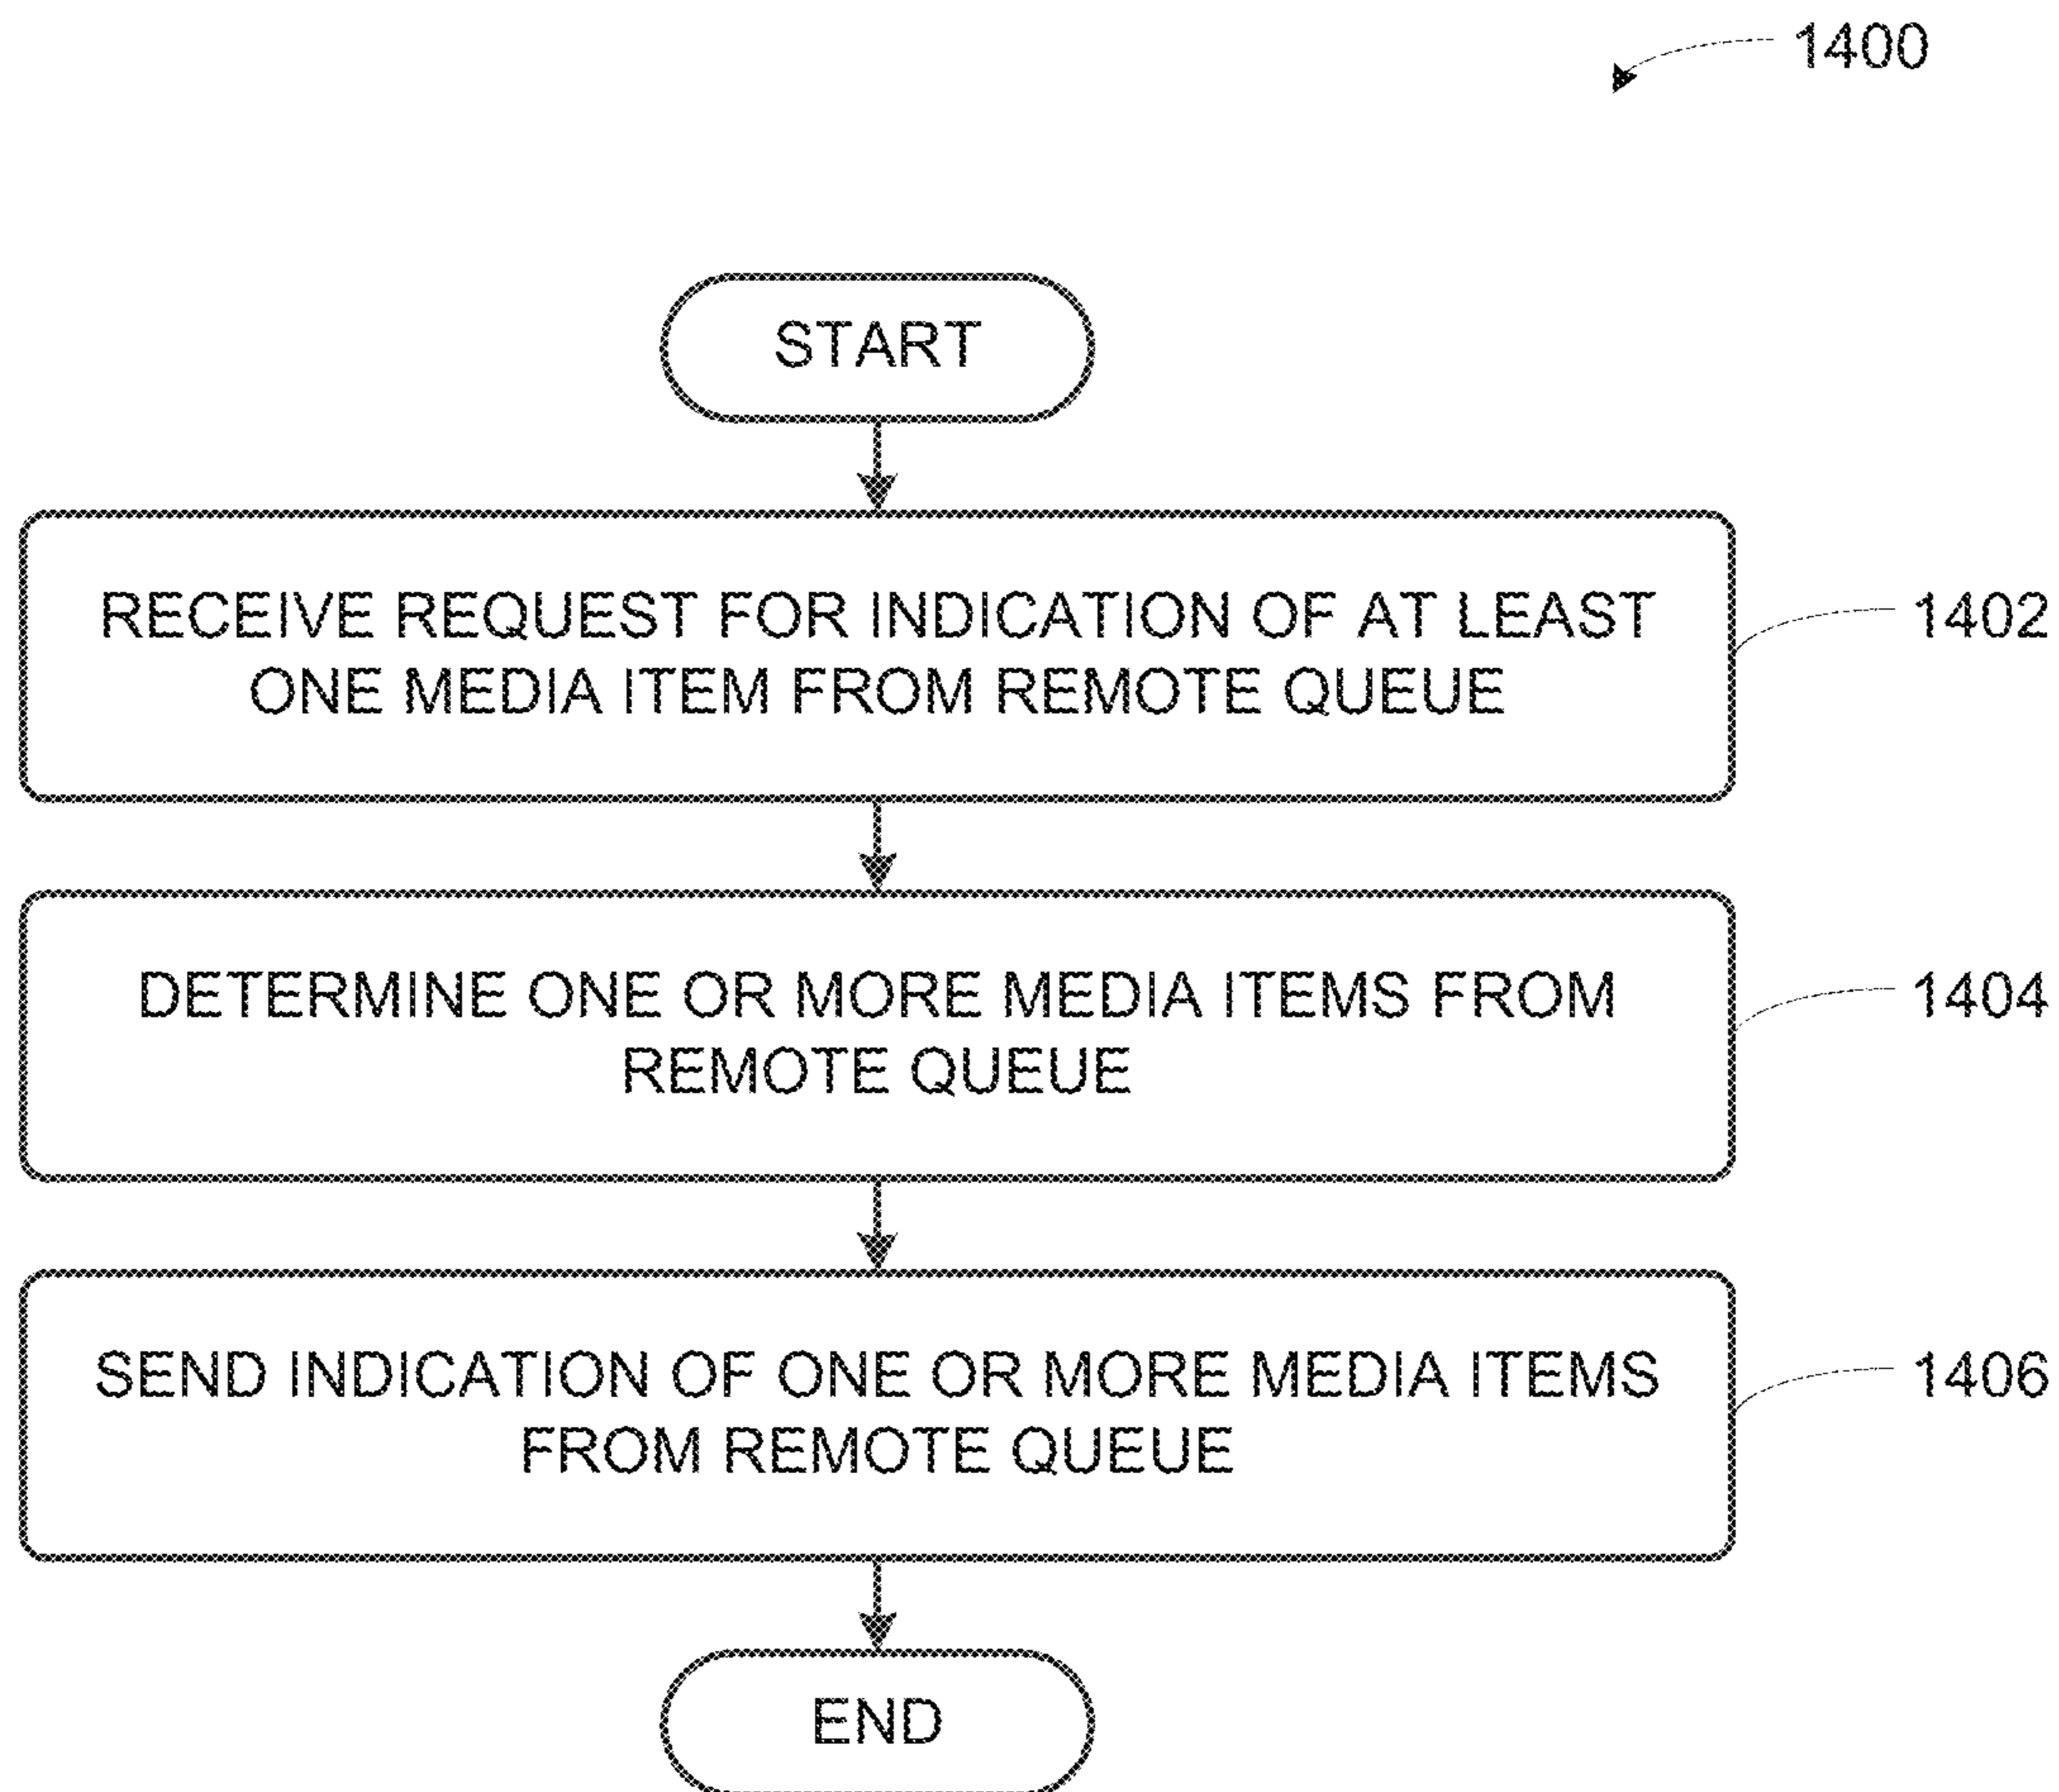 1400
START
RECEIVE REQUEST FOR INDICATION OF AT LEAST
ONE MEDIA ITEM FROM REMOTE QUEUE
1402
DETERMINE ONE OR MORE MEDIA ITEMS FROM
REMOTE QUEUE
1404
SEND INDICATION OF ONE OR MORE MEDIA ITEMS
FROM REMOTE QUEUE
1406
END